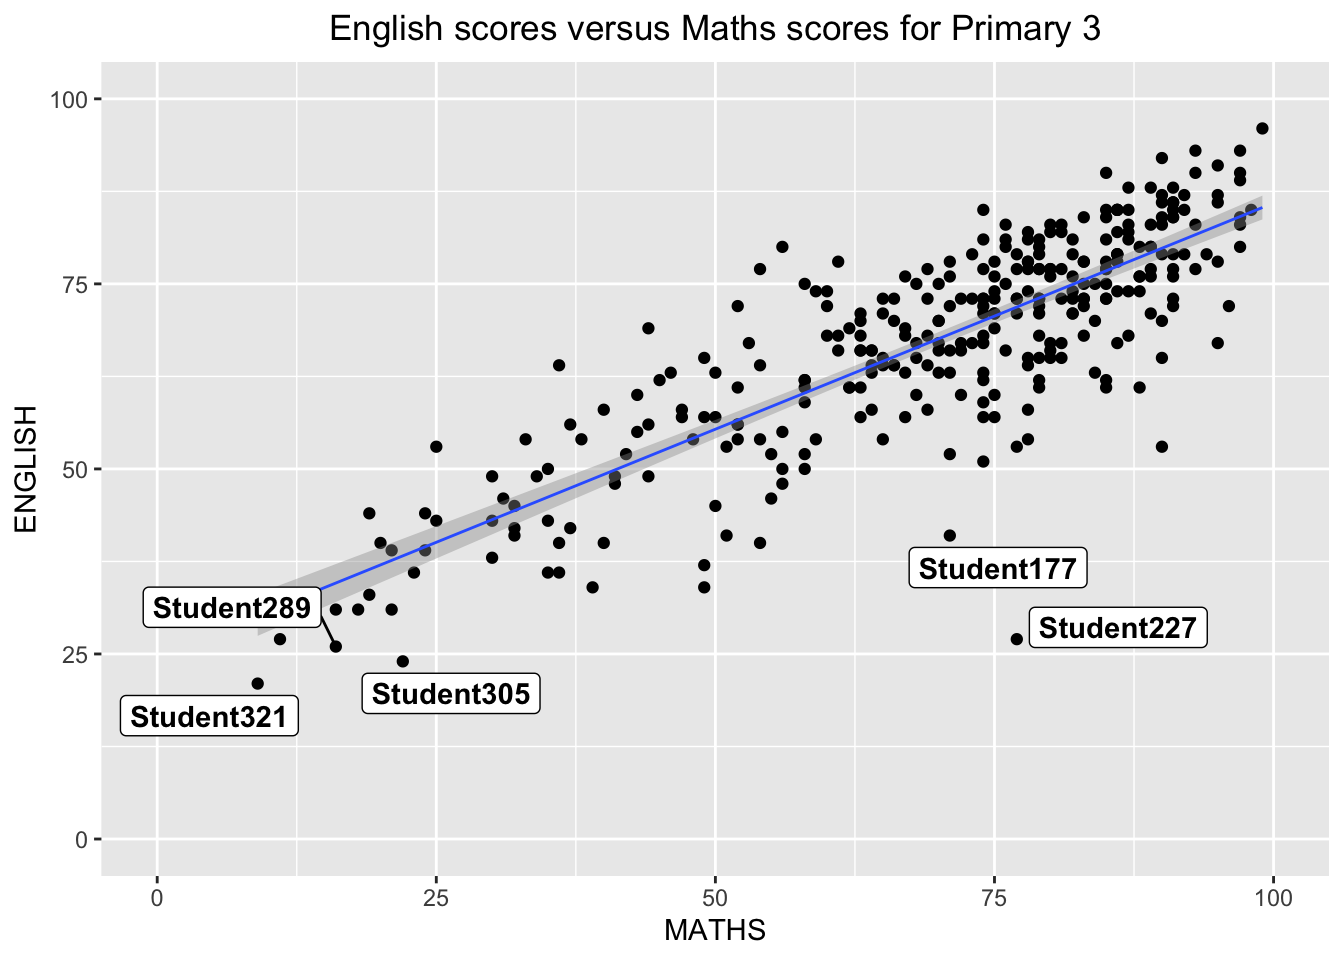 English scores versus Maths scores for Primary 3
100
75
50
25
0
ENGLISH
Student177
Student289
Student227
Student305
Student321
0
25
50
75
100
MATHS